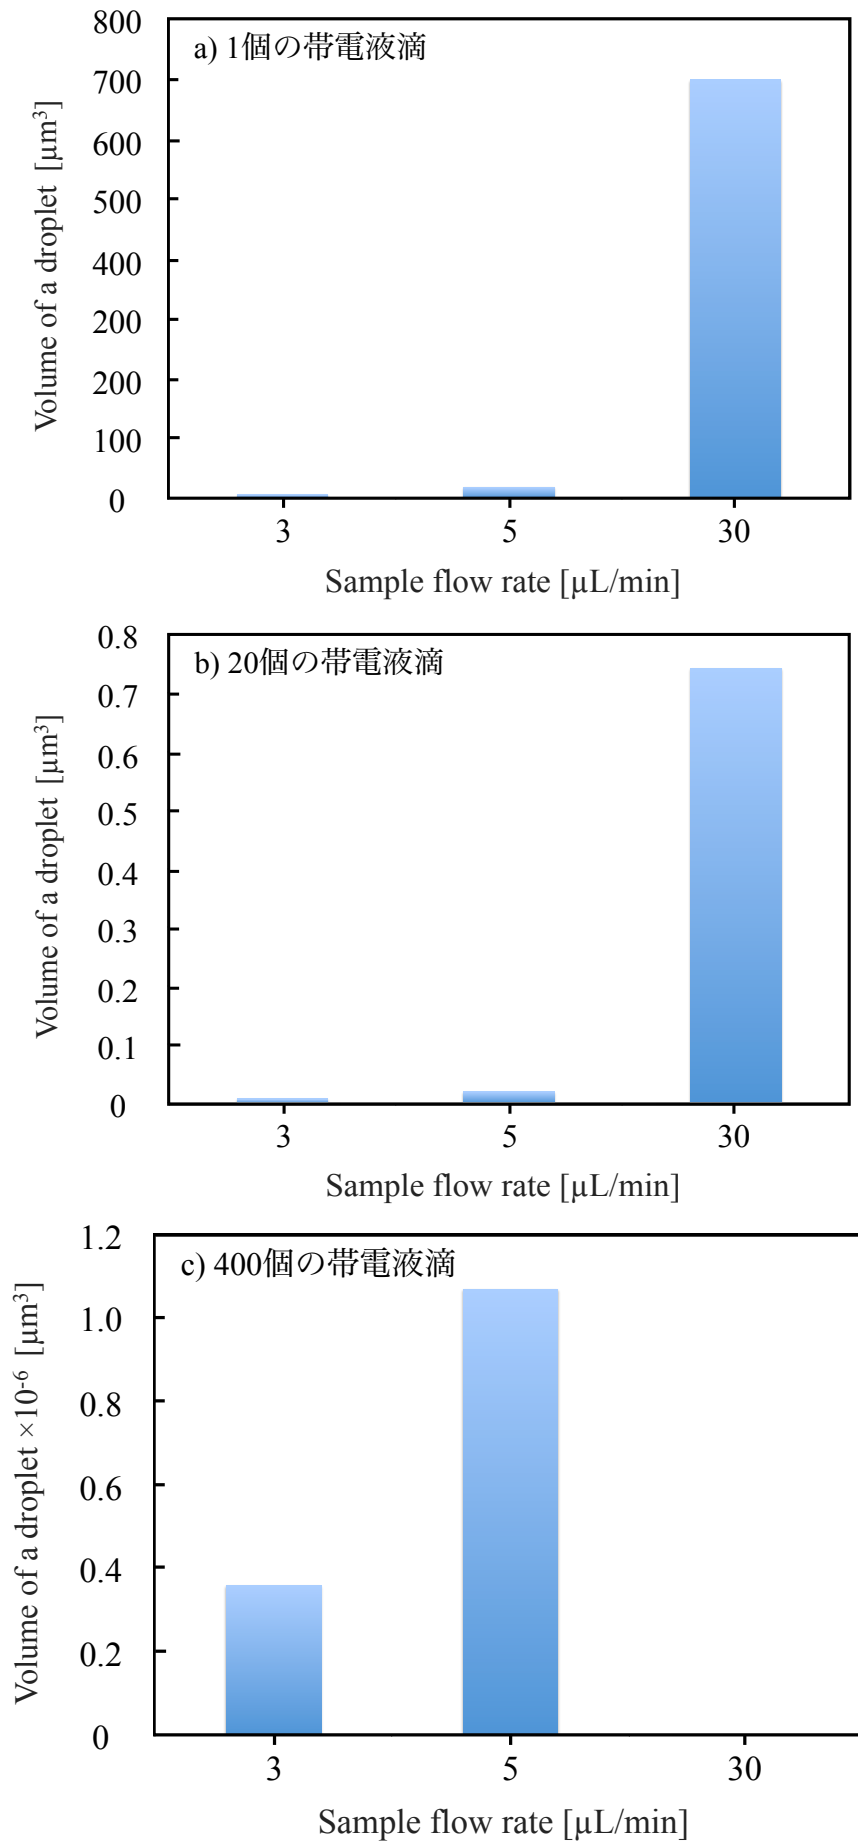 800
a) 1個の帯電液滴
700
600
500
400
200
200
100
0
Volume of a droplet [µm³]
3 5 30
Sample flow rate [µL/min]
0.8
b) 20個の帯電液滴
0.7
0.6
0.5
0.4
0.3
0.2
0.1
0
Volume of a droplet [µm³]
3 5 30
Sample flow rate [µL/min]
1.2
c) 400個の帯電液滴
1.0
0.8
0.6
0.4
0.2
0
Volume of a droplet ×10⁻⁶ [µm³]
3 5 30
Sample flow rate [µL/min]